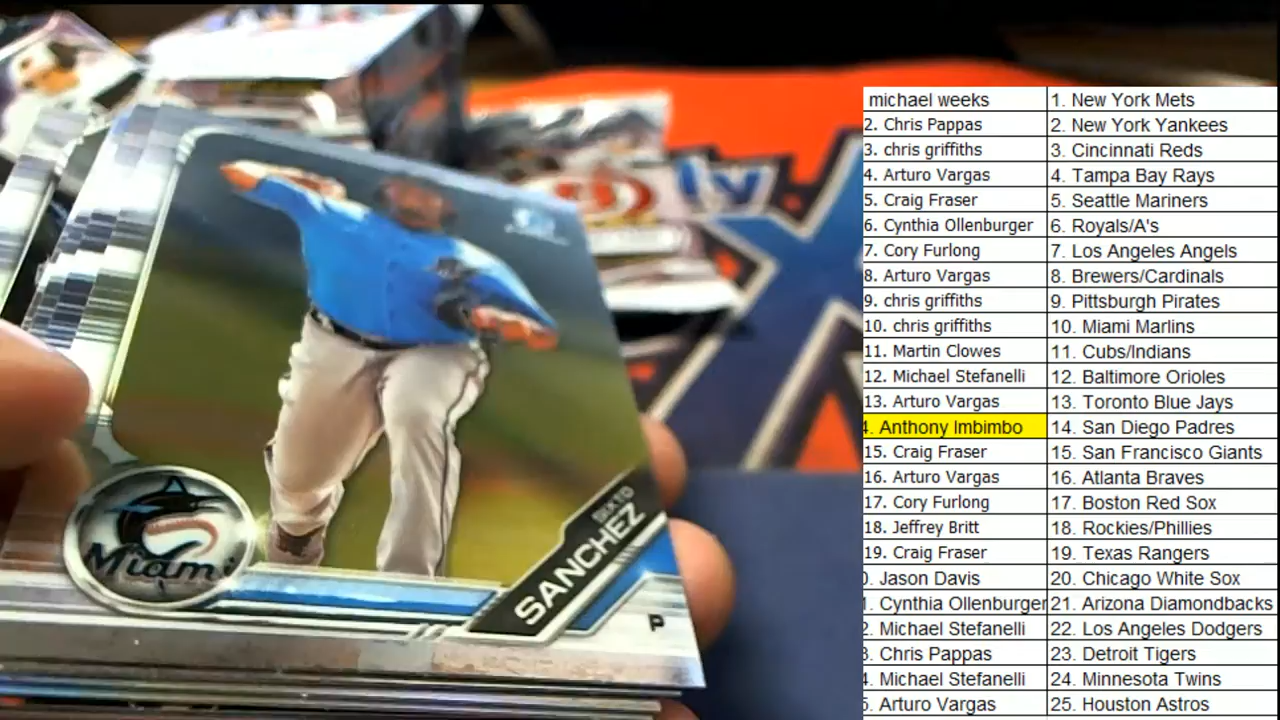 ly
Miami
SIXTO
SANCHEZ
P
michael weeks 1. New York Mets
2. Chris Pappas 2. New York Yankees
3. chris griffiths 3. Cincinnati Reds
4. Arturo Vargas 4. Tampa Bay Rays
5. Craig Fraser 5. Seattle Mariners
6. Cynthia Ollenburger 6. Royals/A's
7. Cory Furlong 7. Los Angeles Angels
8. Arturo Vargas 8. Brewers/Cardinals
9. chris griffiths 9. Pittsburgh Pirates
10. chris griffiths 10. Miami Marlins
11. Martin Clowes 11. Cubs/Indians
12. Michael Stefanelli 12. Baltimore Orioles
13. Arturo Vargas 13. Toronto Blue Jays
4. Anthony Imbimbo 14. San Diego Padres
15. Craig Fraser 15. San Francisco Giants
16. Arturo Vargas 16. Atlanta Braves
17. Cory Furlong 17. Boston Red Sox
18. Jeffrey Britt 18. Rockies/Phillies
19. Craig Fraser 19. Texas Rangers
0. Jason Davis 20. Chicago White Sox
1. Cynthia Ollenburger 21. Arizona Diamondbacks
2. Michael Stefanelli 22. Los Angeles Dodgers
3. Chris Pappas 23. Detroit Tigers
4. Michael Stefanelli 24. Minnesota Twins
5. Arturo Vargas 25. Houston Astros